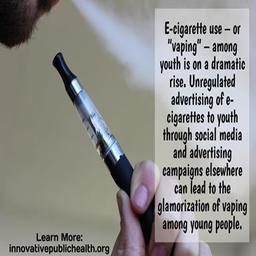 E-cigarette use – or
"vaping" – among
youth is on a dramatic
rise. Unregulated
advertising of e-
cigarettes to youth
through social media
and advertising
campaigns elsewhere
can lead to the
glamorization of vaping
among young people.
Learn More:
innovativepublichealth.org